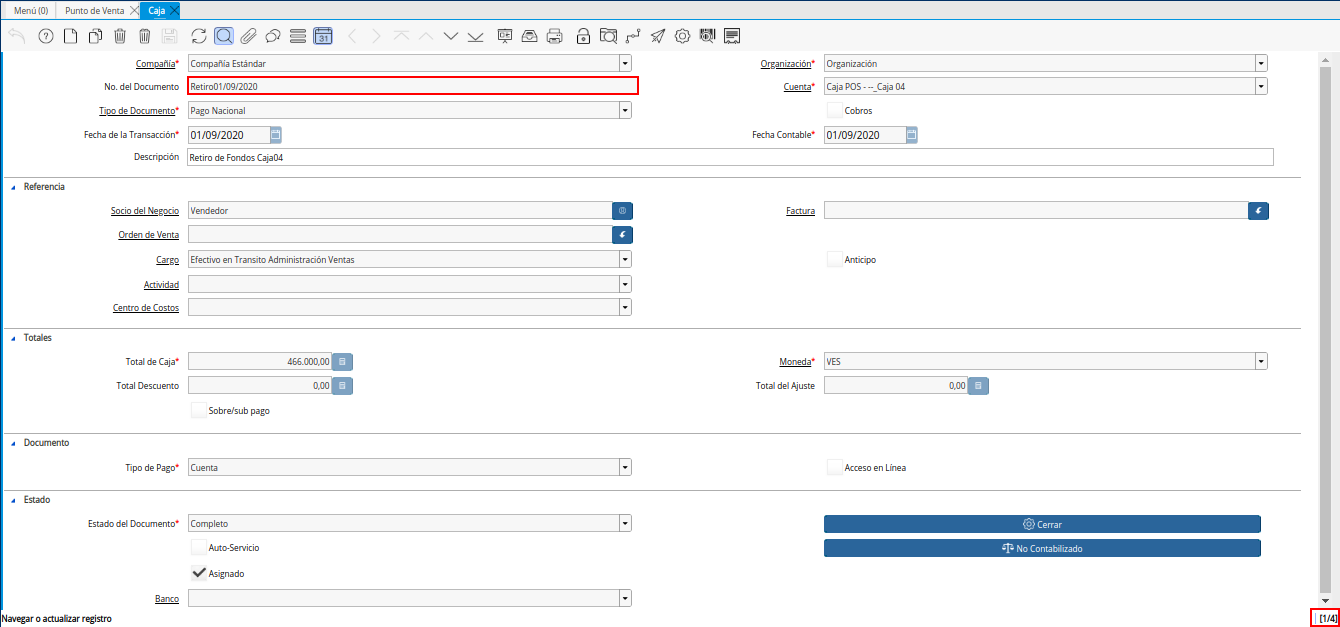 Menú (0) Punto de Venta Caja
31
Compañía* Compañía Estándar Organización* Organización
No. del Documento Retiro01/09/2020 Cuenta* Caja POS - --_Caja 04
Tipo de Documento* Pago Nacional Cobros
Fecha de la Transacción* 01/09/2020 Fecha Contable* 01/09/2020
Descripción Retiro de Fondos Caja04
Referencia
Socio del Negocio Vendedor Factura
Orden de Venta
Cargo Efectivo en Transito Administración Ventas Anticipo
Actividad
Centro de Costos
Totales
Total de Caja* 466.000,00 Moneda* VES
Total Descuento 0,00 Total del Ajuste 0,00
Sobre/sub pago
Documento
Tipo de Pago* Cuenta Acceso en Línea
Estado
Estado del Documento* Completo Cerrar
Auto-Servicio No Contabilizado
Asignado
Banco
Navegar o actualizar registro [1/4]